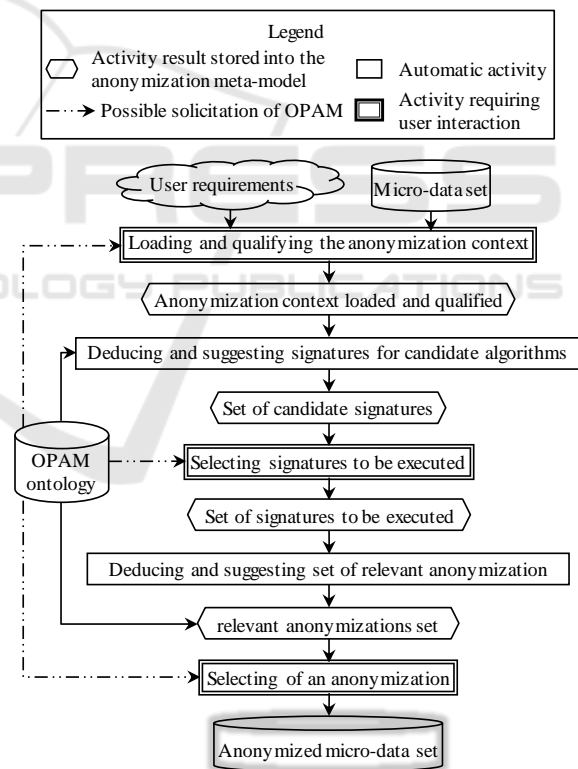 Legend
Activity result stored into the
anonymization meta-model
Automatic activity
Possible solicitation of OPAM
Activity requiring
user interaction
PRESS
OLOGY PUBLICATIONS
User requirements
Micro-data set
Loading and qualifying the anonymization context
Anonymization context loaded and qualified
Deducing and suggesting signatures for candidate algorithms
Set of candidate signatures
OPAM
ontology
Selecting signatures to be executed
Set of signatures to be executed
Deducing and suggesting set of relevant anonymization
relevant anonymizations set
Selecting of an anonymization
Anonymized micro-data set